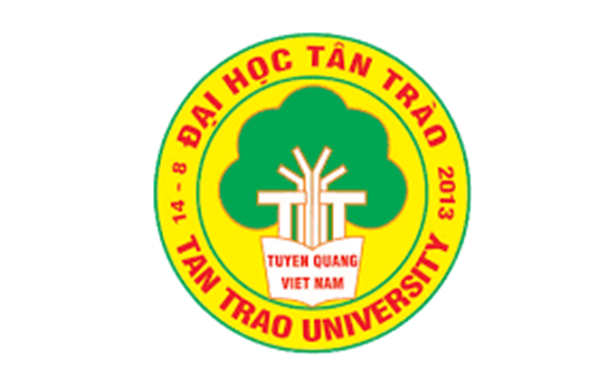 ĐẠI HỌC TÂN TRÀO
14 - 8
2013
TT
TUYEN QUANG
VIET NAM
TAN TRAO UNIVERSITY